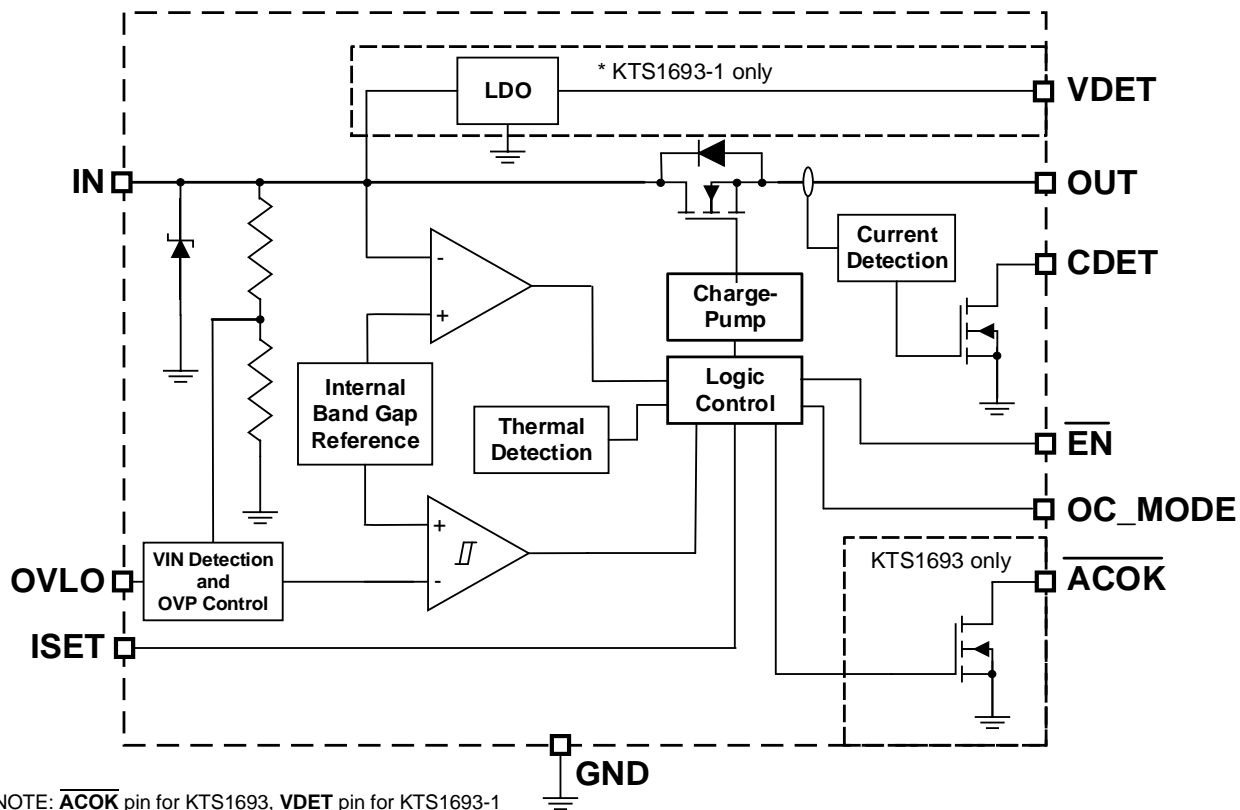 * KTS1693-1 only
LDO
VDET
IN
OUT
Current
Detection
CDET
-
+
Charge-
Pump
Internal
Band Gap
Reference
Logic
Control
Thermal
Detection
EN
OC_MODE
+
-
KTS1693 only
ACOK
OVLO
VIN Detection
and
OVP Control
ISET
GND
NOTE: ACOK pin for KTS1693, VDET pin for KTS1693-1